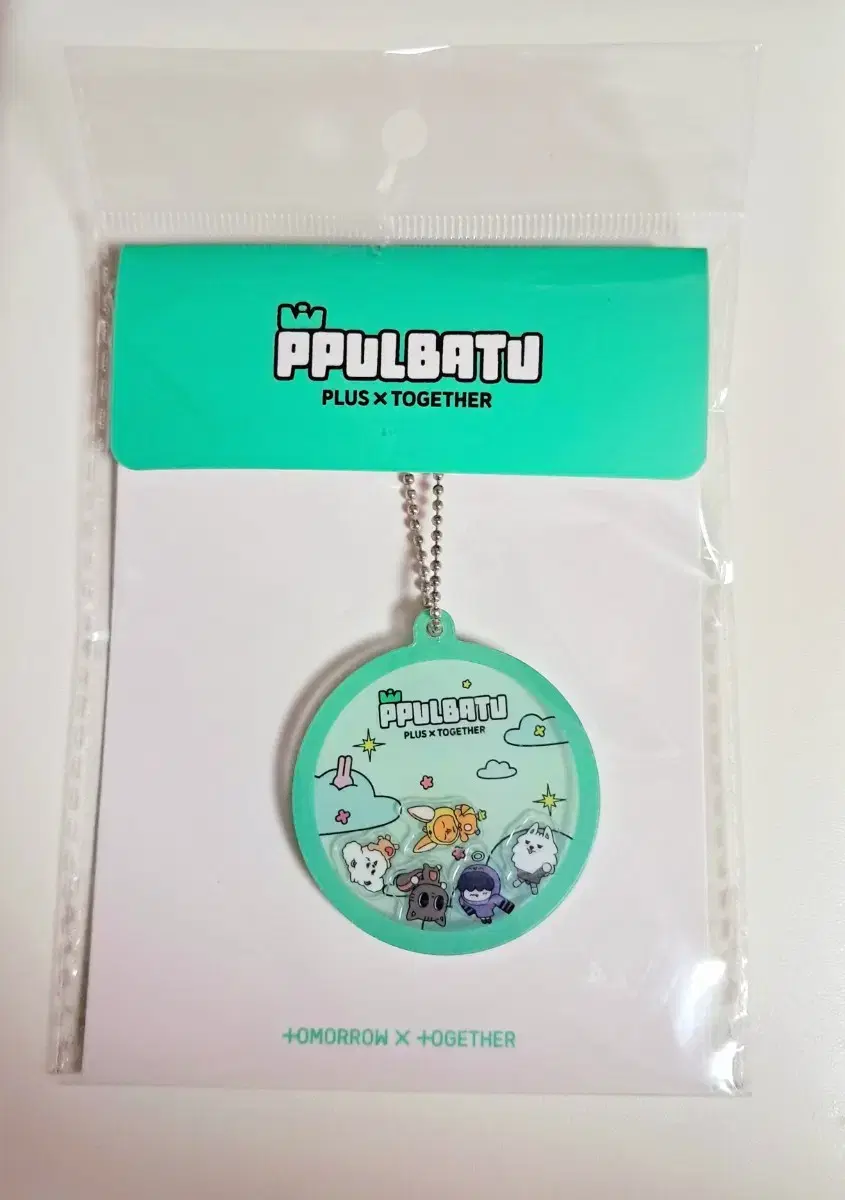 PPULBATU
PLUS × TOGETHER
PPULBATU
PLUS × TOGETHER
TOMORROW × TOGETHER